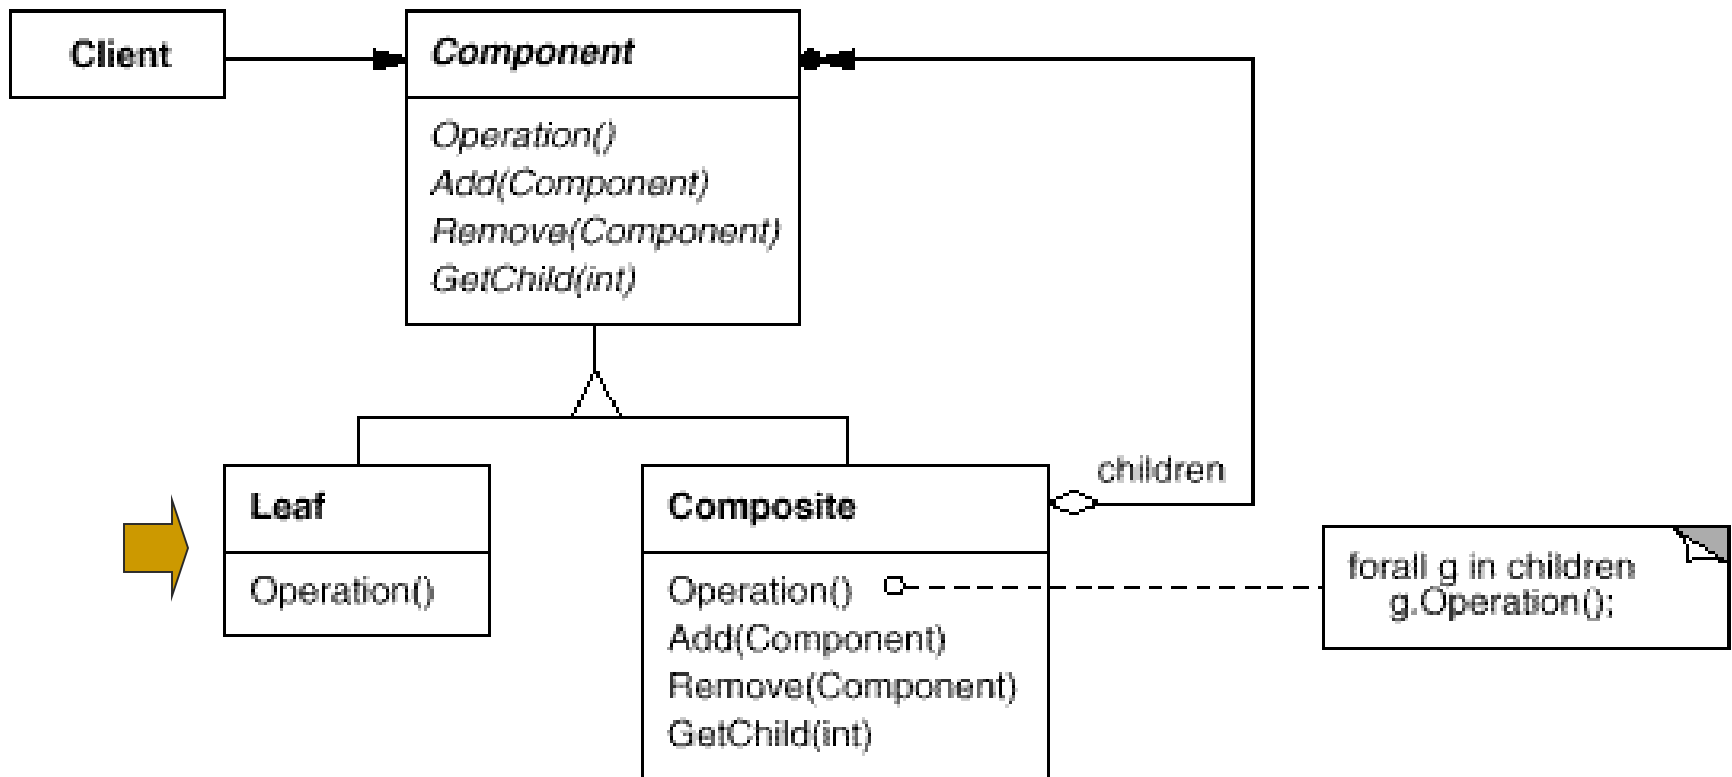 Client
Component
Operation()
Add(Component)
Remove(Component)
GetChild(int)
Leaf
Operation()
Composite
Operation()
Add(Component)
Remove(Component)
GetChild(int)
children
forall g in children
g.Operation();